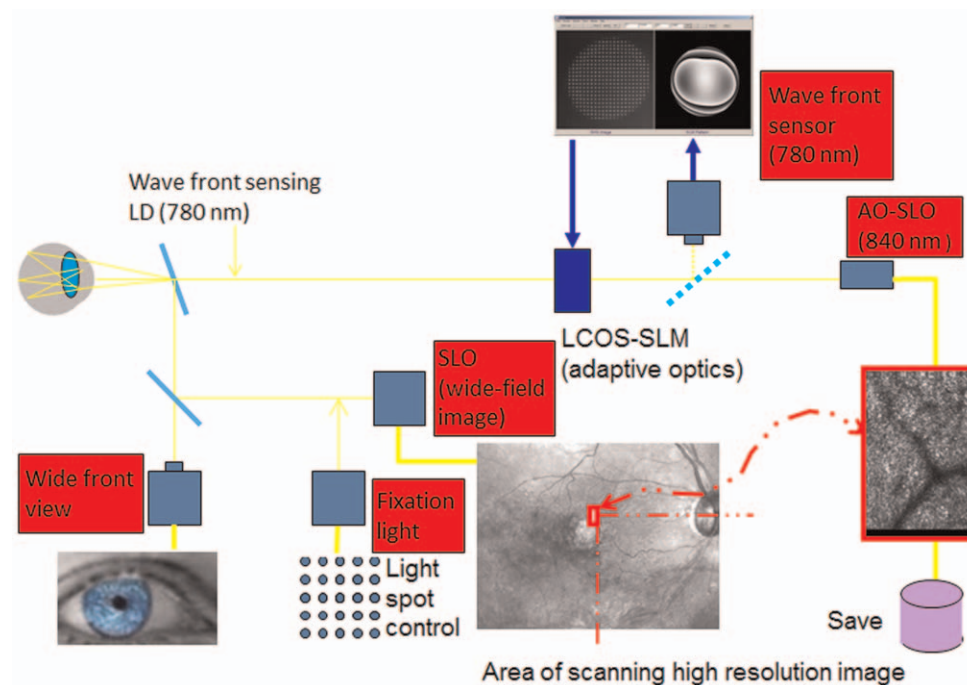 Wave front
sensor
(780 nm)
Wave front sensing
LD (780 nm)
AO-SLO
(840 nm)
LCOS-SLM
(adaptive optics)
SLO
(wide-field
image)
Wide front
view
Fixation
light
Light
spot
control
Save
Area of scanning high resolution image